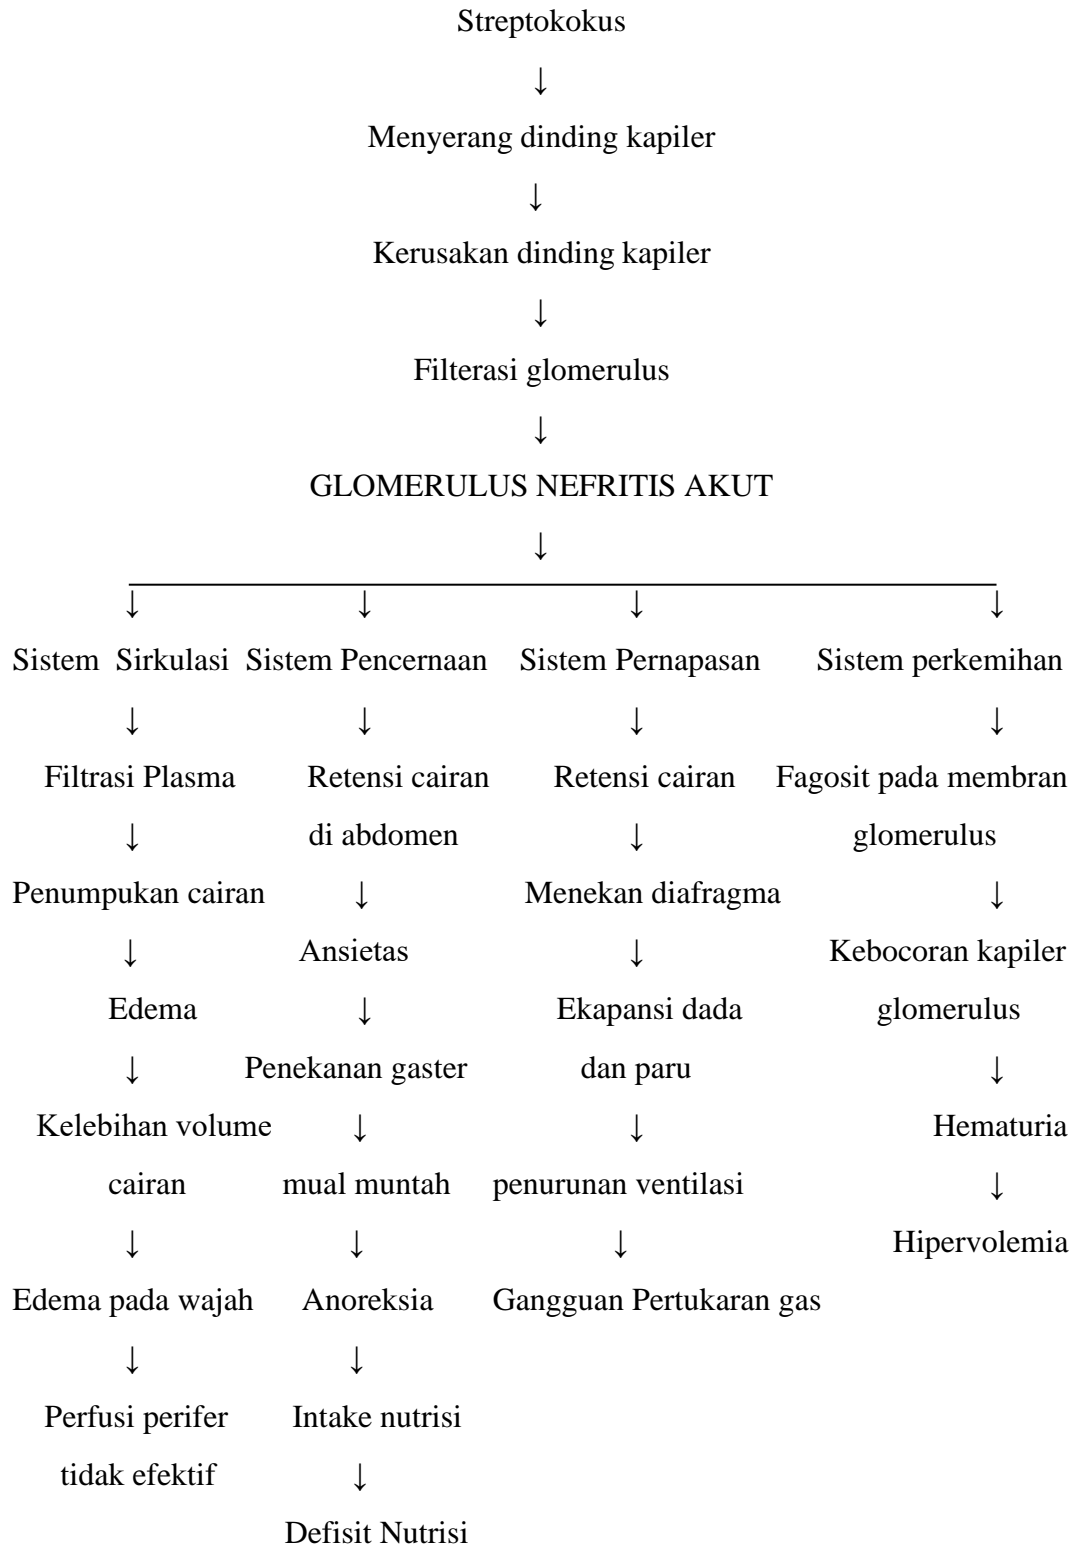 Streptokokus
↓
Menyerang dinding kapiler
↓
Kerusakan dinding kapiler
↓
Filterasi glomerulus
↓
GLOMERULUS NEFRITIS AKUT
↓
↓ ↓ ↓ ↓
Sistem Sirkulasi Sistem Pencernaan Sistem Pernapasan Sistem perkemihan
↓ ↓ ↓ ↓
Filtrasi Plasma Retensi cairan Retensi cairan Fagosit pada membran
↓ di abdomen ↓ glomerulus
Penumpukan cairan ↓ Menekan diafragma ↓
↓ Ansietas ↓ Kebocoran kapiler
Edema ↓ Ekapansi dada glomerulus
↓ Penekanan gaster dan paru ↓
Kelebihan volume ↓ ↓ Hematuria
cairan mual muntah penurunan ventilasi ↓
↓ ↓ ↓ Hipervolemia
Edema pada wajah Anoreksia Gangguan Pertukaran gas
↓ ↓
Perfusi perifer Intake nutrisi
tidak efektif ↓
Defisit Nutrisi